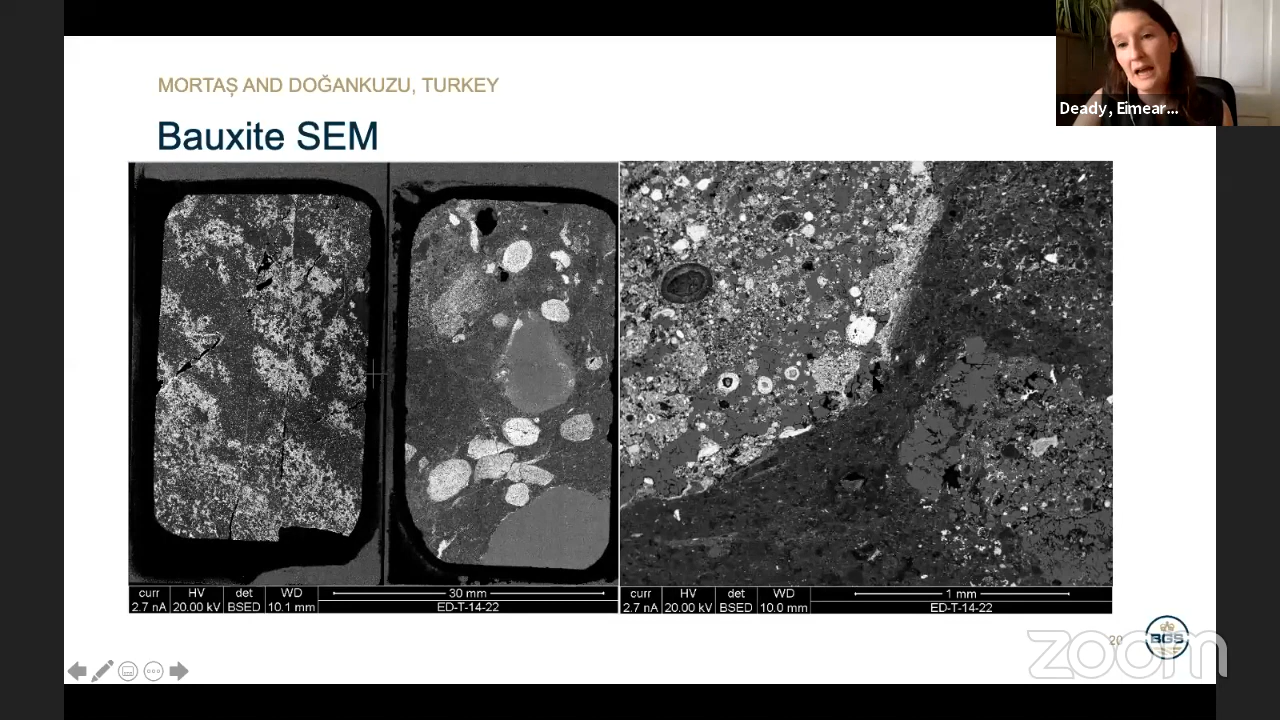 Deady, Eimear...
MORTAŞ AND DOĞANKUZU, TURKEY
Bauxite SEM
curr HV det WD 30 mm
2.7 nA 20.00 kV BSED 10.1 mm ED-T-14-22
curr HV det WD 1 mm
2.7 nA 20.00 kV BSED 10.0 mm ED-T-14-22
20
BGS
zoom